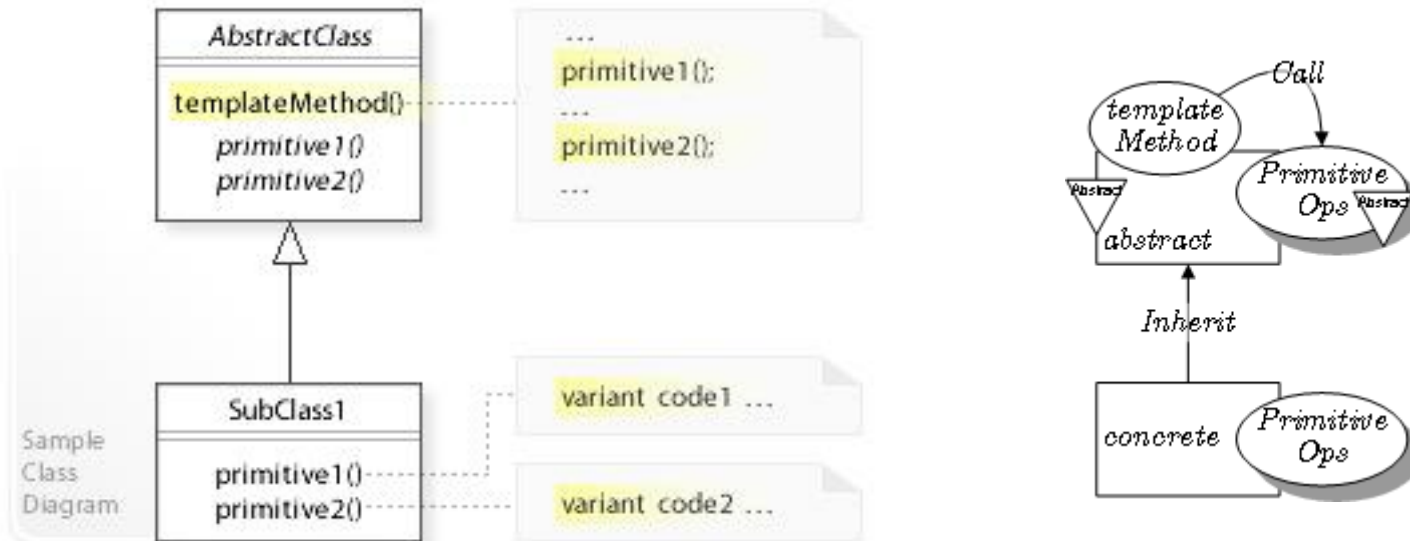 AbstractClass
templateMethod()
primitive1()
primitive2()
...
primitive1();
...
primitive2();
...
SubClass1
primitive1()
primitive2()
variant code1 ...
variant code2 ...
Sample
Class
Diagram
Call
template
Method
Abstract
Primitive
Ops
Abstract
abstract
Inherit
concrete
Primitive
Ops